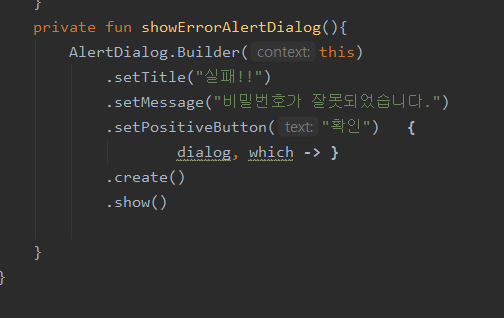 }
private fun showErrorAlertDialog(){
AlertDialog.Builder( context: this)
.setTitle("실패!!")
.setMessage("비밀번호가 잘못되었습니다.")
.setPositiveButton( text: "확인") {
dialog, which -> }
.create()
.show()
}
}